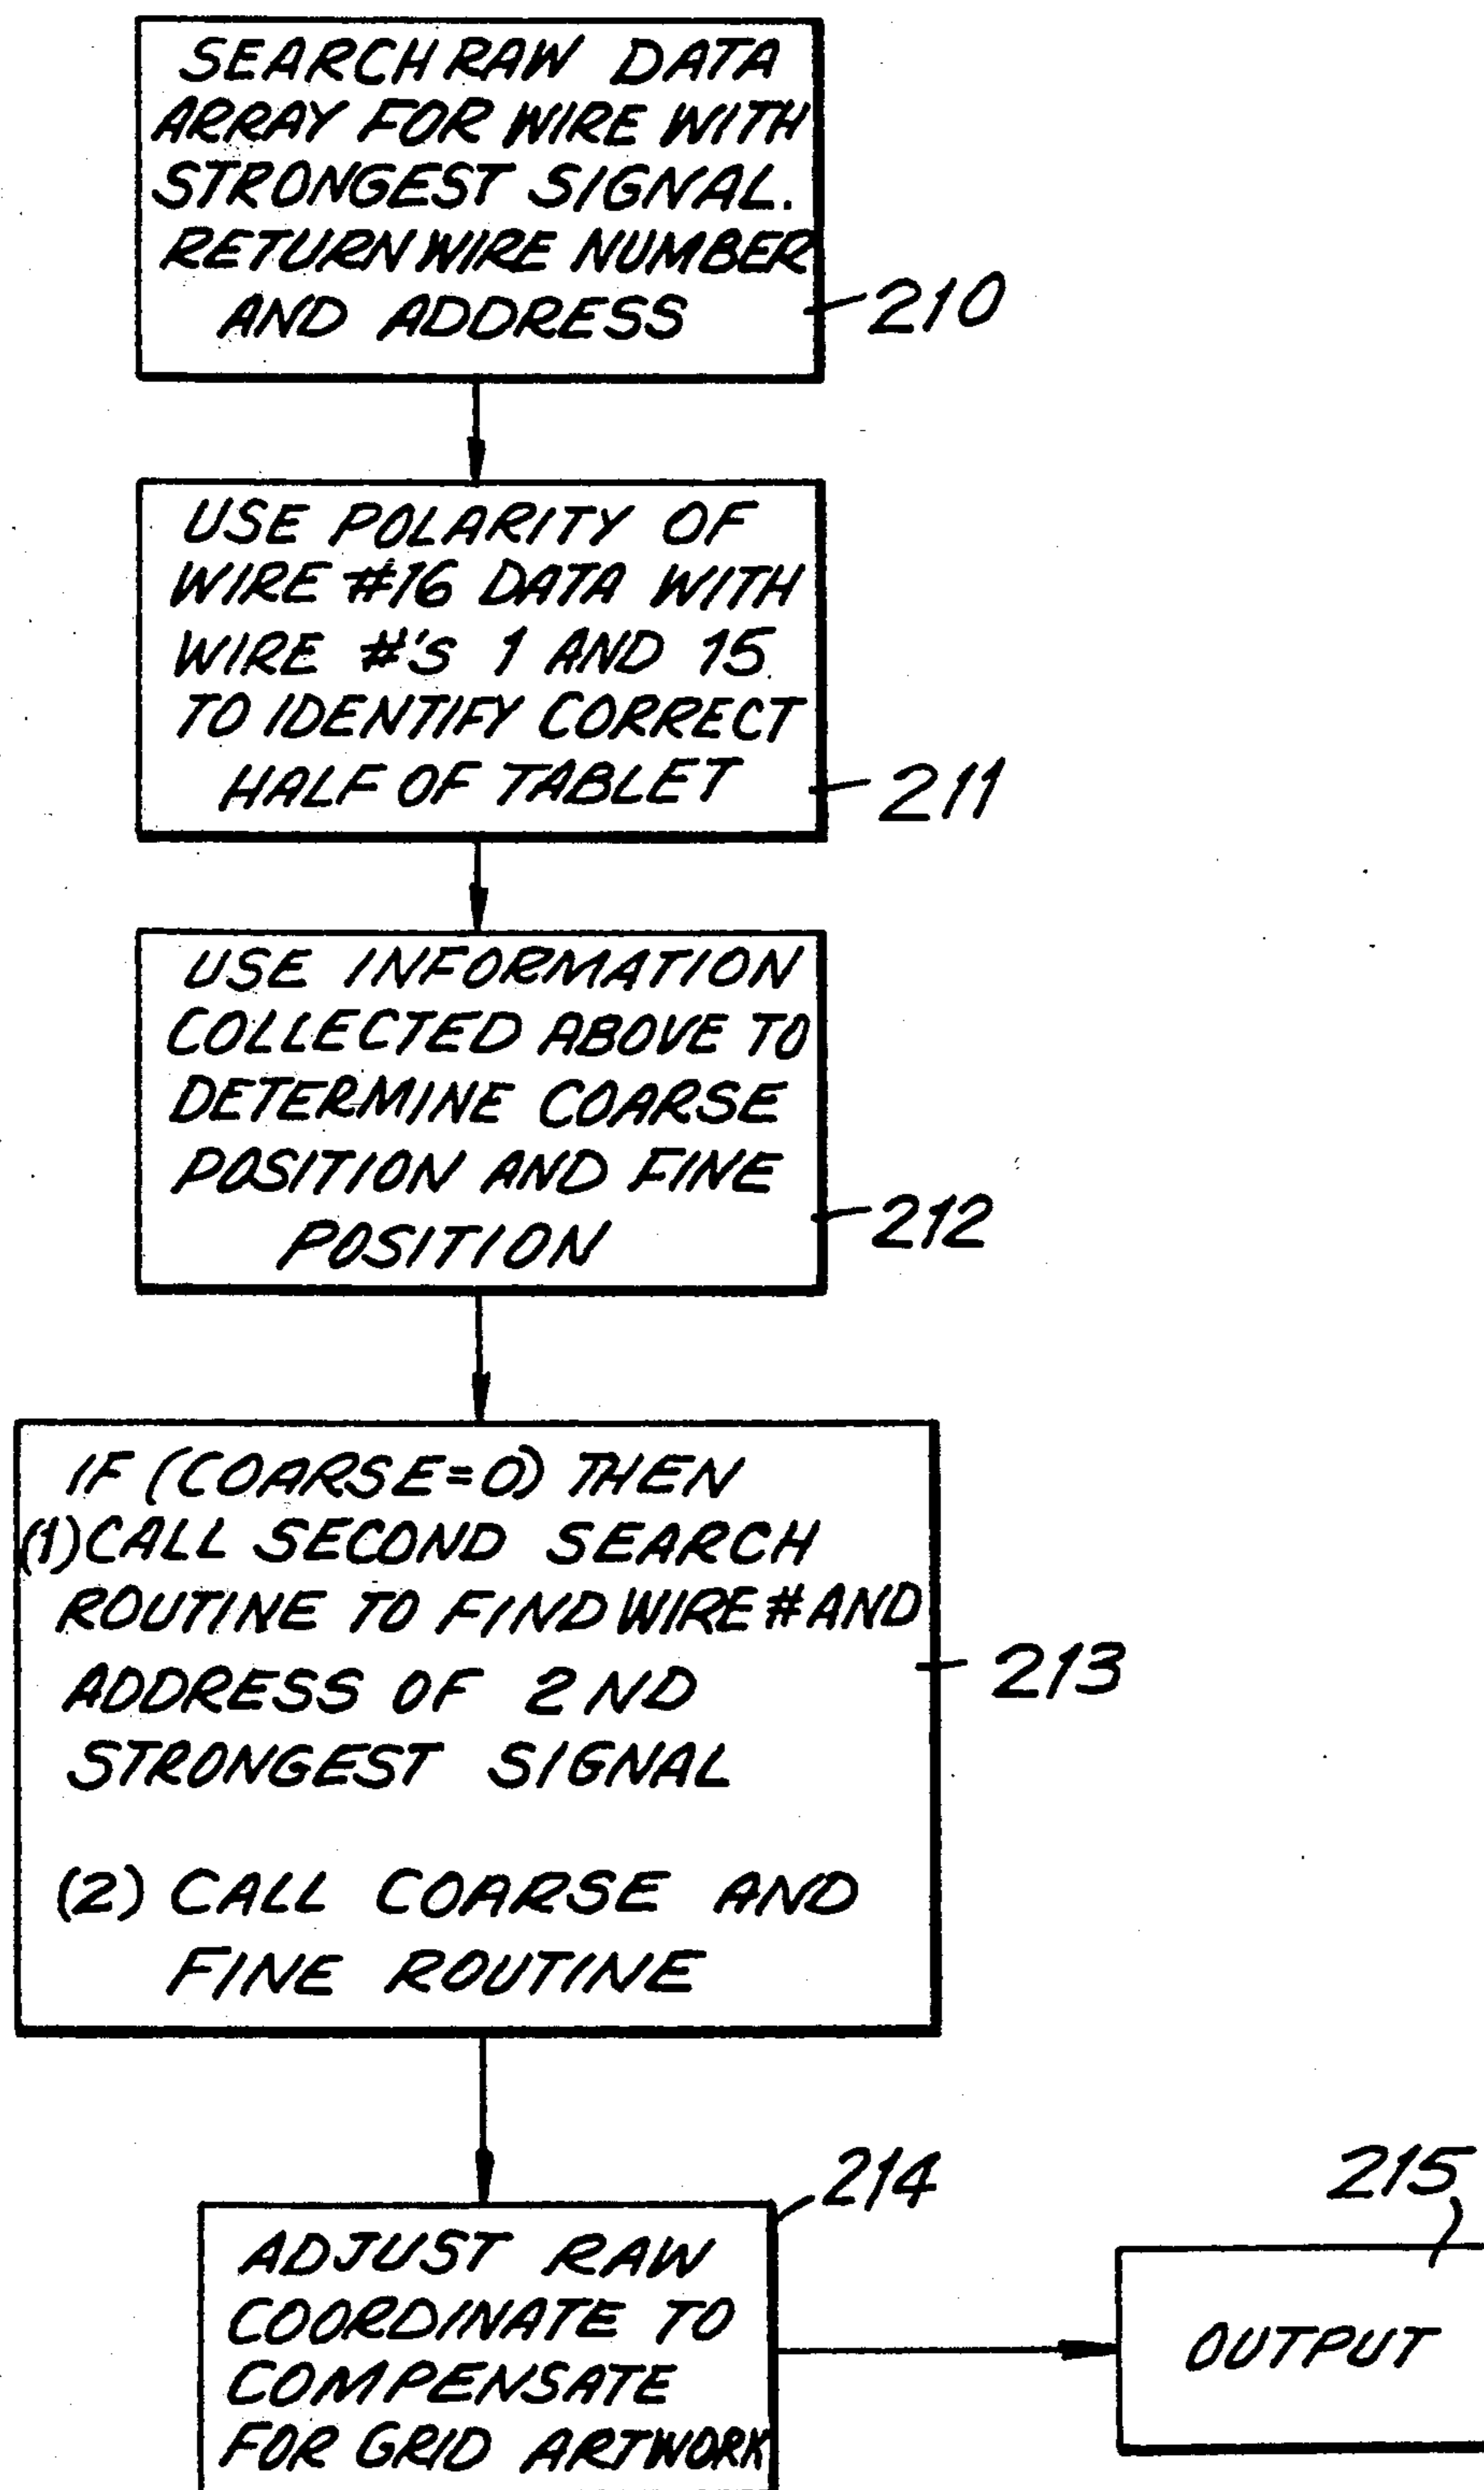 SEARCH RAW DATA
ARRAY FOR WIRE WITH
STRONGEST SIGNAL.
RETURN WIRE NUMBER
AND ADDRESS
210
USE POLARITY OF
WIRE #16 DATA WITH
WIRE #'S 1 AND 15
TO IDENTIFY CORRECT
HALF OF TABLET
211
USE INFORMATION
COLLECTED ABOVE TO
DETERMINE COARSE
POSITION AND FINE
POSITION
212
IF (COARSE=0) THEN
(1) CALL SECOND SEARCH
ROUTINE TO FIND WIRE # AND
ADDRESS OF 2ND
STRONGEST SIGNAL
(2) CALL COARSE AND
FINE ROUTINE
213
214
ADJUST RAW
COORDINATE TO
COMPENSATE
FOR GRID ARTWORK
215
OUTPUT